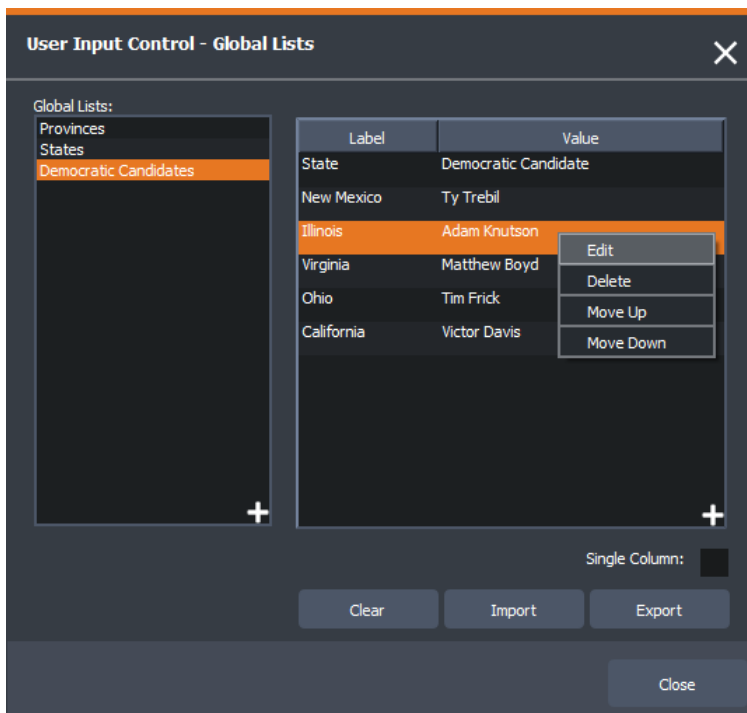 User Input Control - Global Lists
Global Lists:
Provinces
States
Democratic Candidates
Label Value
State Democratic Candidate
New Mexico Ty Trebil
Illinois Adam Knutson
Virginia Matthew Boyd
Ohio Tim Frick
California Victor Davis
Edit
Delete
Move Up
Move Down
Single Column:
Clear Import Export
Close